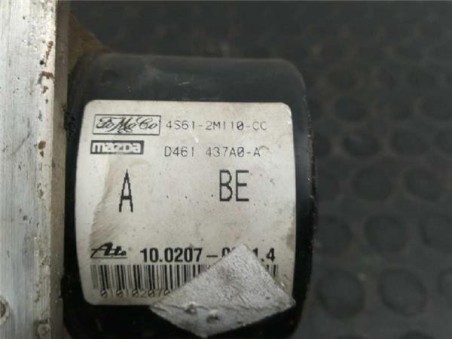 FoMoCo 4S61-2M110-CC
mazda D461 437A0-A
A BE
Ate 10.0207-